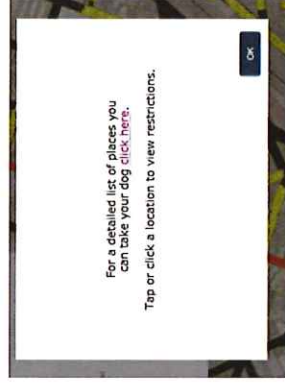 For a detailed list of places you
can take your dog click here.
Tap or click a location to view restrictions.
OK